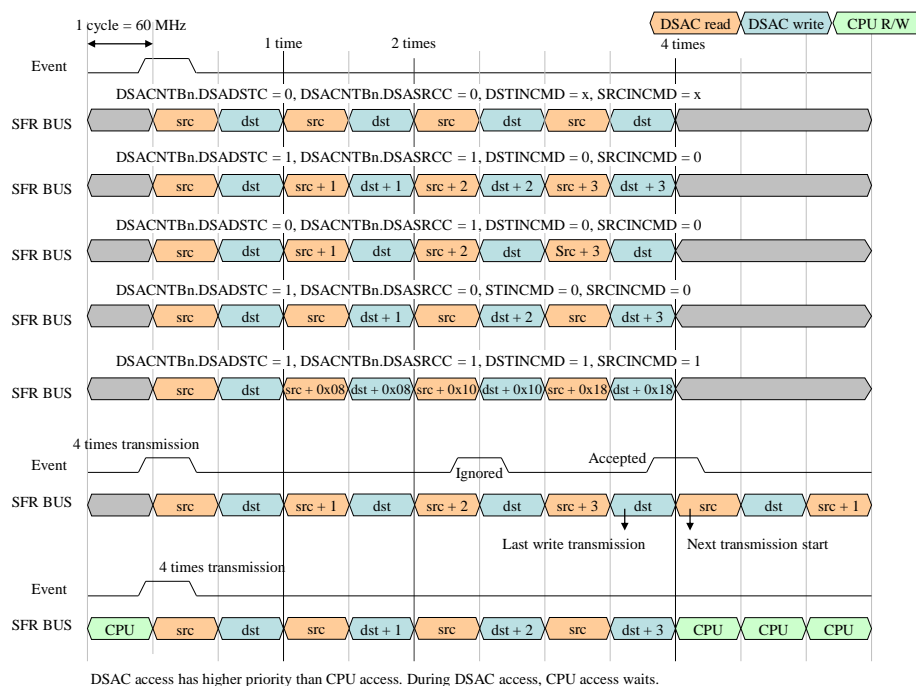 DSAC read DSAC write CPU R/W
1 cycle = 60 MHz 1 time 2 times 4 times
Event
DSACNTBn.DSADSTC = 0, DSACNTBn.DSASRCC = 0, DSTINCMD = x, SRCINCMD = x
SFR BUS src dst src dst src dst src dst
DSACNTBn.DSADSTC = 1, DSACNTBn.DSASRCC = 1, DSTINCMD = 0, SRCINCMD = 0
SFR BUS src dst src + 1 dst + 1 src + 2 dst + 2 src + 3 dst + 3
DSACNTBn.DSADSTC = 0, DSACNTBn.DSASRCC = 1, DSTINCMD = 0, SRCINCMD = 0
SFR BUS src dst src + 1 dst src + 2 dst Src + 3 dst
DSACNTBn.DSADSTC = 1, DSACNTBn.DSASRCC = 0, STINCMD = 0, SRCINCMD = 0
SFR BUS src dst src dst + 1 src dst + 2 src dst + 3
DSACNTBn.DSADSTC = 1, DSACNTBn.DSASRCC = 1, DSTINCMD = 1, SRCINCMD = 1
SFR BUS src dst src + 0x08 dst + 0x08 src + 0x10 dst + 0x10 src + 0x18 dst + 0x18
4 times transmission
Event Ignored Accepted
SFR BUS src dst src + 1 dst src + 2 dst src + 3 dst src dst src + 1
Last write transmission Next transmission start
4 times transmission
Event
SFR BUS CPU src dst src dst + 1 src dst + 2 src dst + 3 CPU CPU CPU
DSAC access has higher priority than CPU access. During DSAC access, CPU access waits.